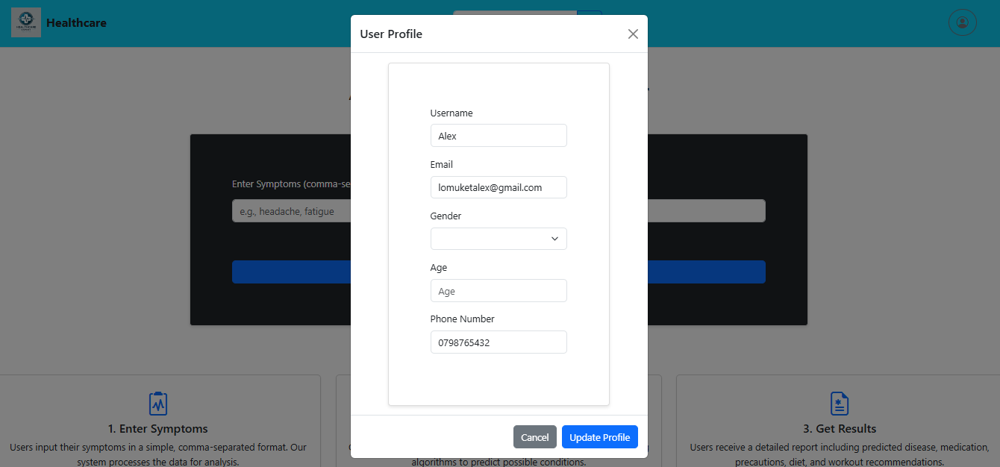 Healthcare
User Profile
Username
Alex
Email
lomuketalex@gmail.com
Gender
Age
Age
Phone Number
0798765432
Cancel
Update Profile
Enter Symptoms (comma-se
e.g., headache, fatigue
1. Enter Symptoms
Users input their symptoms in a simple, comma-separated format. Our
system processes the data for analysis.
algorithms to predict possible conditions.
3. Get Results
Users receive a detailed report including predicted disease, medication,
precautions, diet, and workout recommendations.